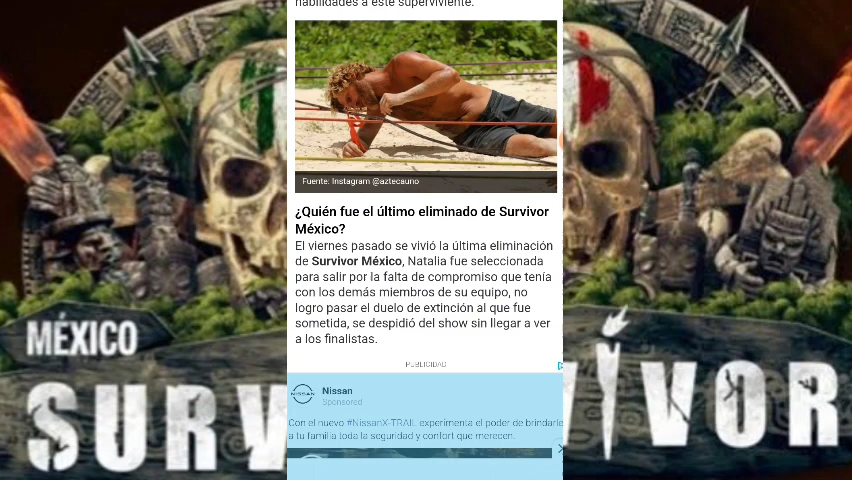 habilidades a este superviviente.
Fuente: Instagram @aztecauno
¿Quién fue el último eliminado de Survivor
México?
El viernes pasado se vivió la última eliminación
de Survivor México, Natalia fue seleccionada
para salir por la falta de compromiso que tenía
con los demás miembros de su equipo, no
logro pasar el duelo de extinción al que fue
sometida, se despidió del show sin llegar a ver
a los finalistas.
PUBLICIDAD
NISSAN
Nissan
Sponsored
Con el nuevo #NissanX-TRAIL experimenta el poder de brindarle
a tu familia toda la seguridad y confort que merecen.
MÉXICO
SURV
VIVOR